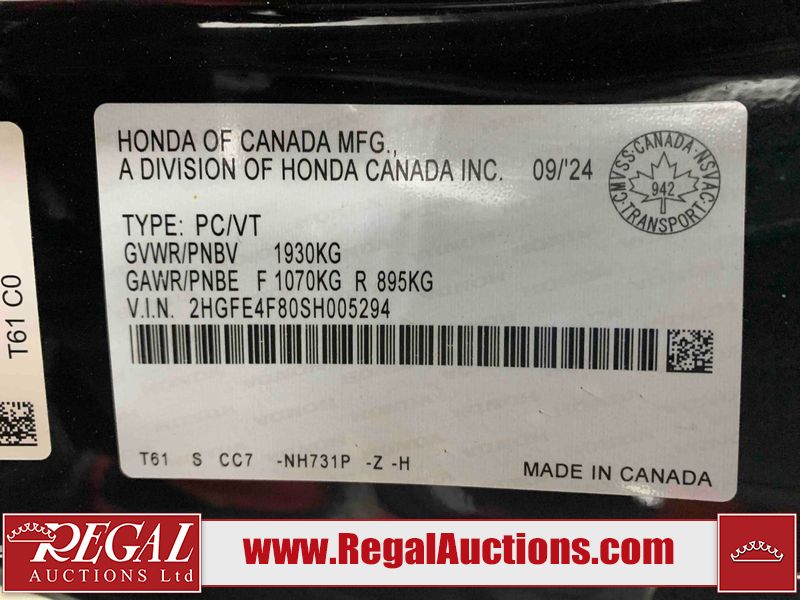 HONDA OF CANADA MFG.,
A DIVISION OF HONDA CANADA INC. 09/'24
CMVSS·CANADA·NSVAC·
942
TRANSPORT
TYPE: PC/VT
GVWR/PNBV 1930KG
GAWR/PNBE F 1070KG R 895KG
V.I.N. 2HGFE4F80SH005294
T61 S CC7 -NH731P -Z -H
MADE IN CANADA
T61 C0
REGAL
AUCTIONS Ltd
www.RegalAuctions.com